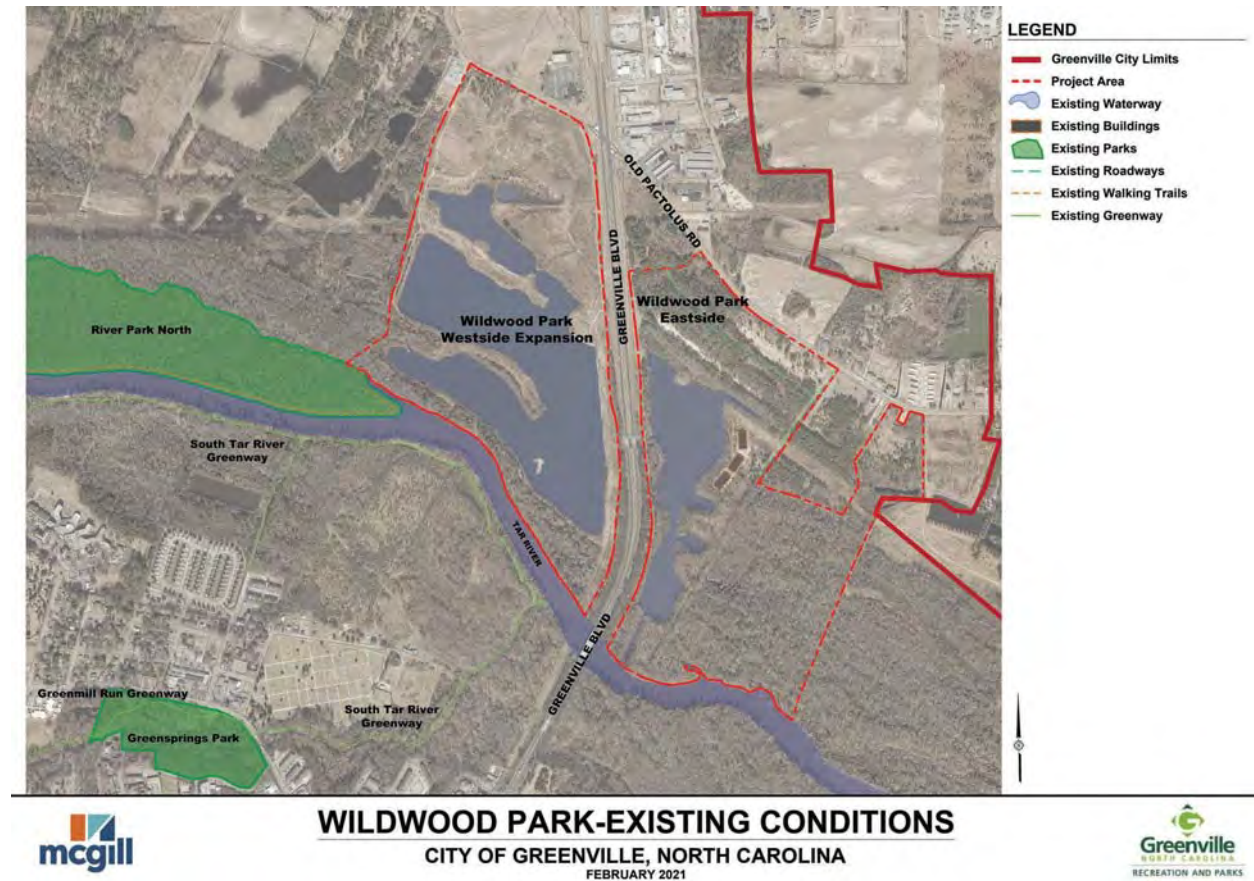 LEGEND
Greenville City Limits
Project Area
Existing Waterway
Existing Buildings
Existing Parks
Existing Roadways
Existing Walking Trails
Existing Greenway
OLD PACTOLUS RD
GREENVILLE BLVD
Wildwood Park
Eastside
Wildwood Park
Westside Expansion
River Park North
South Tar River
Greenway
TAR RIVER
GREENVILLE BLVD
Greenmill Run Greenway
South Tar River
Greenway
Greensprings Park
mcgill
WILDWOOD PARK-EXISTING CONDITIONS
CITY OF GREENVILLE, NORTH CAROLINA
FEBRUARY 2021
Greenville
NORTH CAROLINA
RECREATION AND PARKS